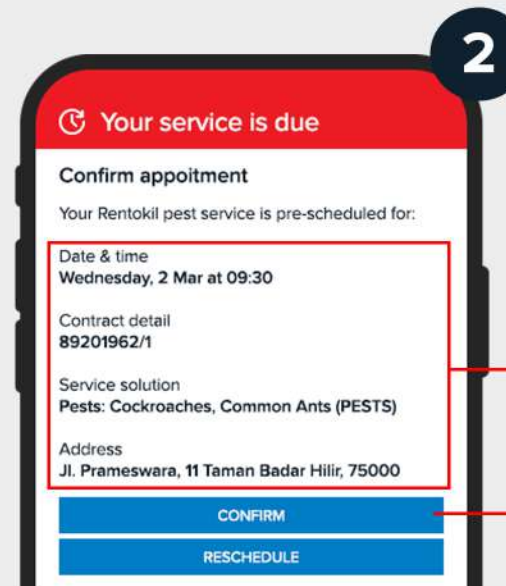 2
Your service is due
Confirm appoitment
Your Rentokil pest service is pre-scheduled for:
Date & time
Wednesday, 2 Mar at 09:30
Contract detail
89201962/1
Service solution
Pests: Cockroaches, Common Ants (PESTS)
Address
Jl. Prameswara, 11 Taman Badar Hilir, 75000
CONFIRM
RESCHEDULE